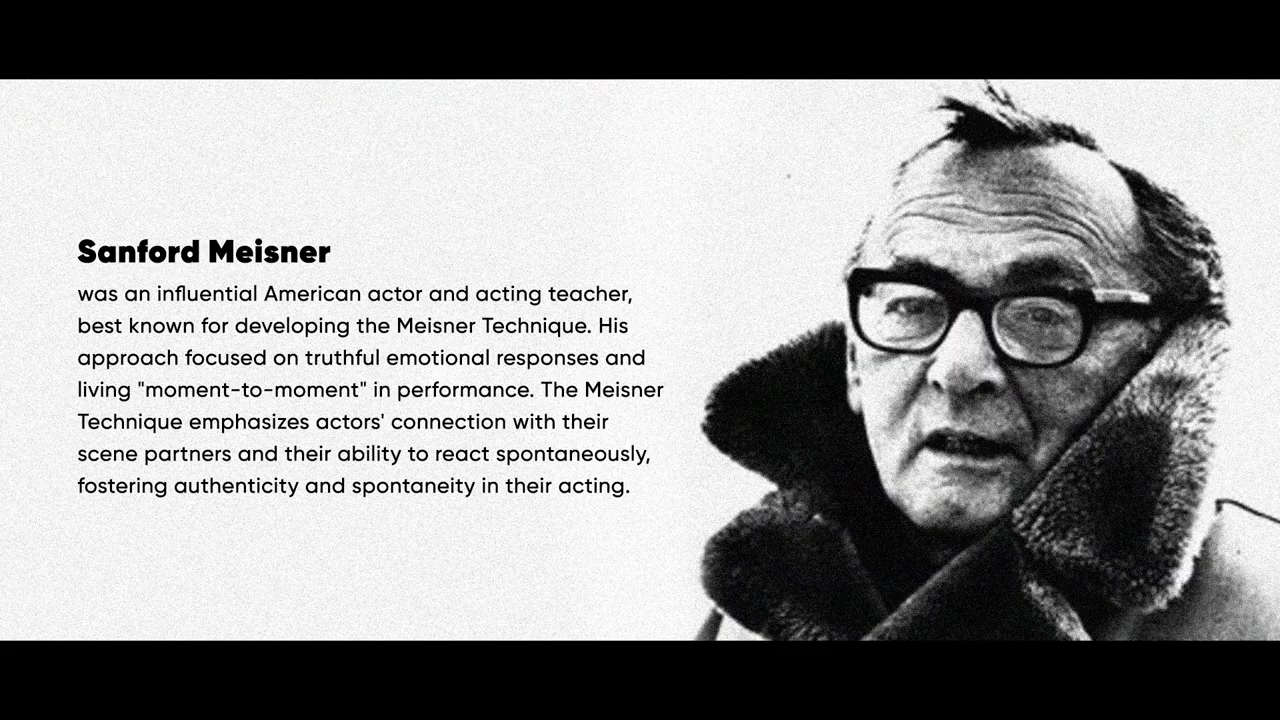 Sanford Meisner
was an influential American actor and acting teacher,
best known for developing the Meisner Technique. His
approach focused on truthful emotional responses and
living "moment-to-moment" in performance. The Meisner
Technique emphasizes actors' connection with their
scene partners and their ability to react spontaneously,
fostering authenticity and spontaneity in their acting.